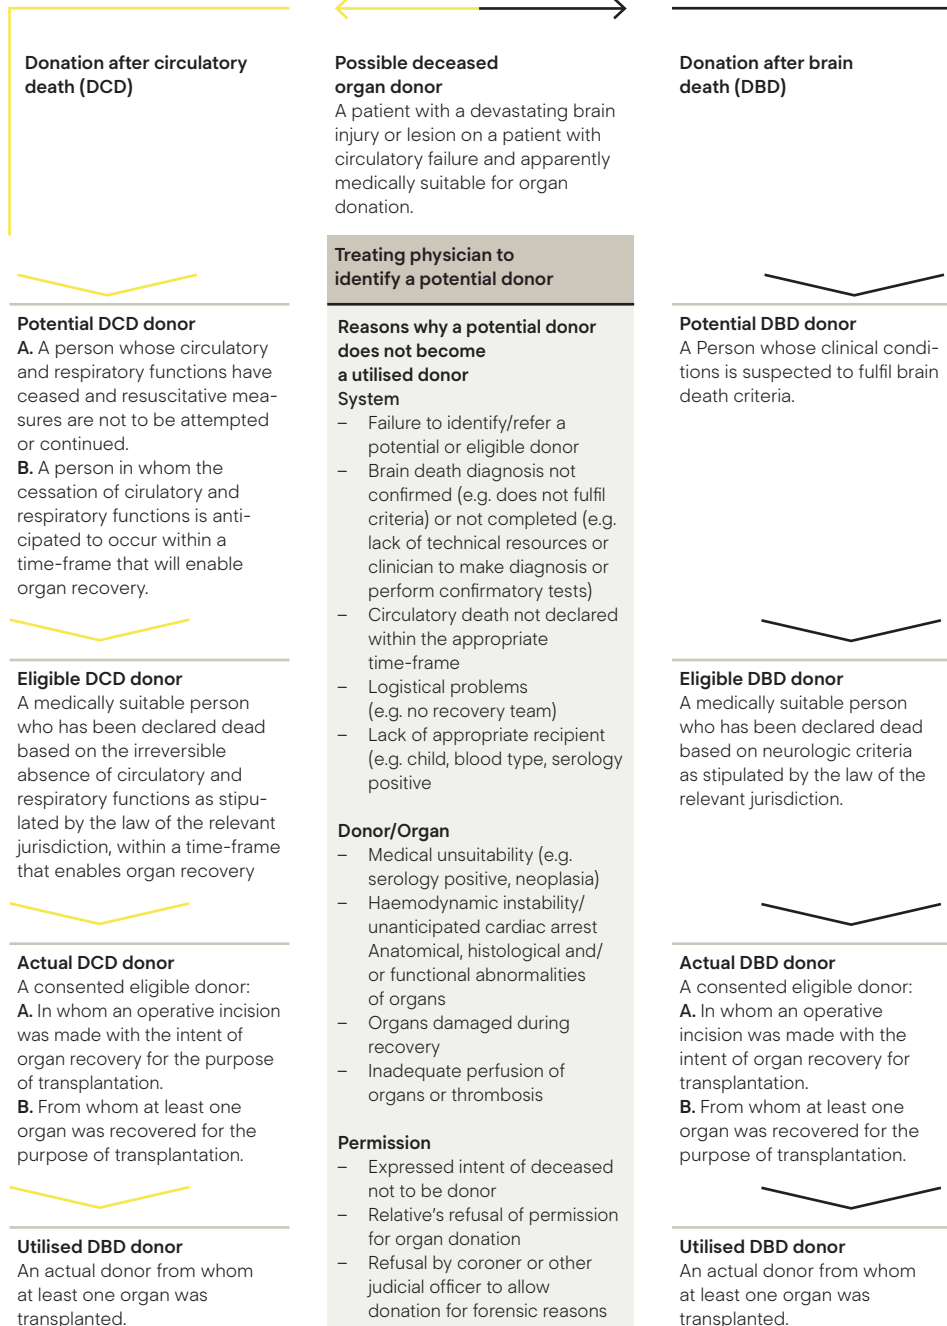 Donation after circulatory
death (DCD)
Possible deceased
organ donor
A patient with a devastating brain
injury or lesion on a patient with
circulatory failure and apparently
medically suitable for organ
donation.
Donation after brain
death (DBD)
Treating physician to
identify a potential donor
Potential DCD donor
A. A person whose circulatory
and respiratory functions have
ceased and resuscitative mea-
sures are not to be attempted
or continued.
B. A person in whom the
cessation of cirulatory and
respiratory functions is anti-
cipated to occur within a
time-frame that will enable
organ recovery.
Eligible DCD donor
A medically suitable person
who has been declared dead
based on the irreversible
absence of circulatory and
respiratory functions as stipu-
lated by the law of the relevant
jurisdiction, within a time-frame
that enables organ recovery
Actual DCD donor
A consented eligible donor:
A. In whom an operative incision
was made with the intent of
organ recovery for the purpose
of transplantation.
B. From whom at least one
organ was recovered for the
purpose of transplantation.
Utilised DBD donor
An actual donor from whom
at least one organ was
transplanted.
Reasons why a potential donor
does not become
a utilised donor
System
– Failure to identify/refer a
potential or eligible donor
– Brain death diagnosis not
confirmed (e.g. does not fulfil
criteria) or not completed (e.g.
lack of technical resources or
clinician to make diagnosis or
perform confirmatory tests)
– Circulatory death not declared
within the appropriate
time-frame
– Logistical problems
(e.g. no recovery team)
– Lack of appropriate recipient
(e.g. child, blood type, serology
positive
Donor/Organ
– Medical unsuitability (e.g.
serology positive, neoplasia)
– Haemodynamic instability/
unanticipated cardiac arrest
Anatomical, histological and/
or functional abnormalities
of organs
– Organs damaged during
recovery
– Inadequate perfusion of
organs or thrombosis
Permission
– Expressed intent of deceased
not to be donor
– Relative's refusal of permission
for organ donation
– Refusal by coroner or other
judicial officer to allow
donation for forensic reasons
Potential DBD donor
A Person whose clinical condi-
tions is suspected to fulfil brain
death criteria.
Eligible DBD donor
A medically suitable person
who has been declared dead
based on neurologic criteria
as stipulated by the law of the
relevant jurisdiction.
Actual DBD donor
A consented eligible donor:
A. In whom an operative
incision was made with the
intent of organ recovery for
transplantation.
B. From whom at least one
organ was recovered for the
purpose of transplantation.
Utilised DBD donor
An actual donor from whom
at least one organ was
transplanted.